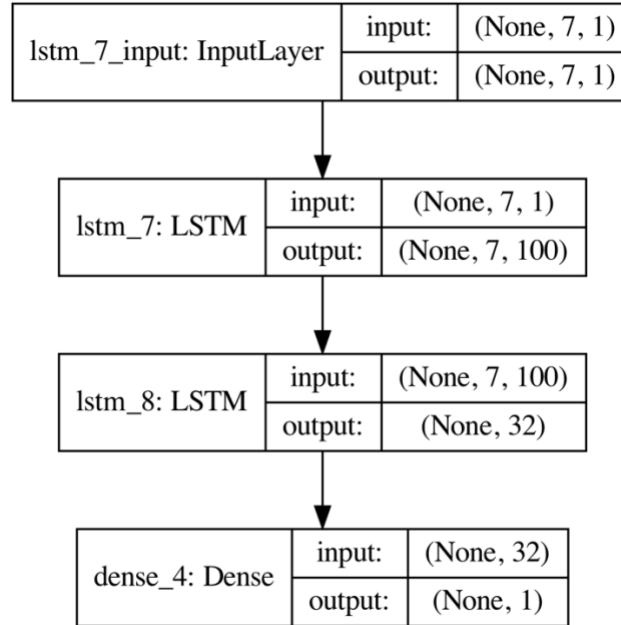 lstm_7_input: InputLayer
input: (None, 7, 1)
output: (None, 7, 1)
lstm_7: LSTM
input: (None, 7, 1)
output: (None, 7, 100)
lstm_8: LSTM
input: (None, 7, 100)
output: (None, 32)
dense_4: Dense
input: (None, 32)
output: (None, 1)